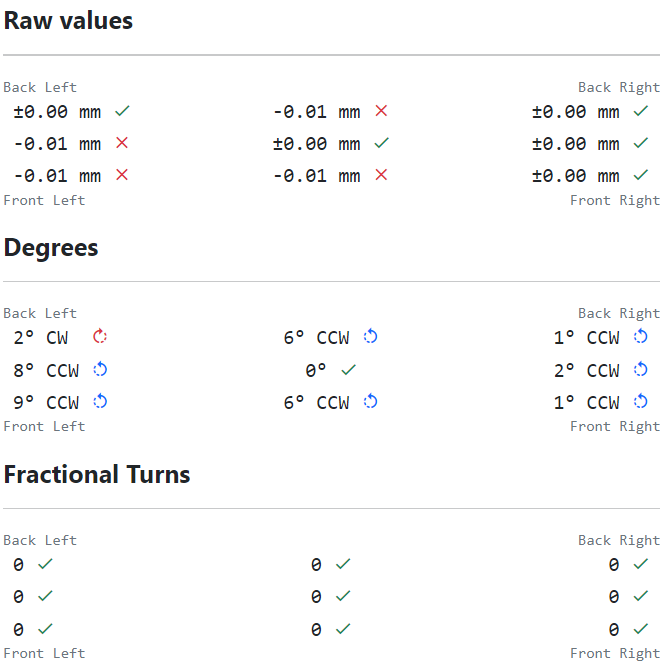 Raw values
Back Left Back Right
±0.00 mm -0.01 mm ±0.00 mm
-0.01 mm ±0.00 mm ±0.00 mm
-0.01 mm -0.01 mm ±0.00 mm
Front Left Front Right
Degrees
Back Left Back Right
2° CW 6° CCW 1° CCW
8° CCW 0° 2° CCW
9° CCW 6° CCW 1° CCW
Front Left Front Right
Fractional Turns
Back Left Back Right
0 0 0
0 0 0
0 0 0
Front Left Front Right